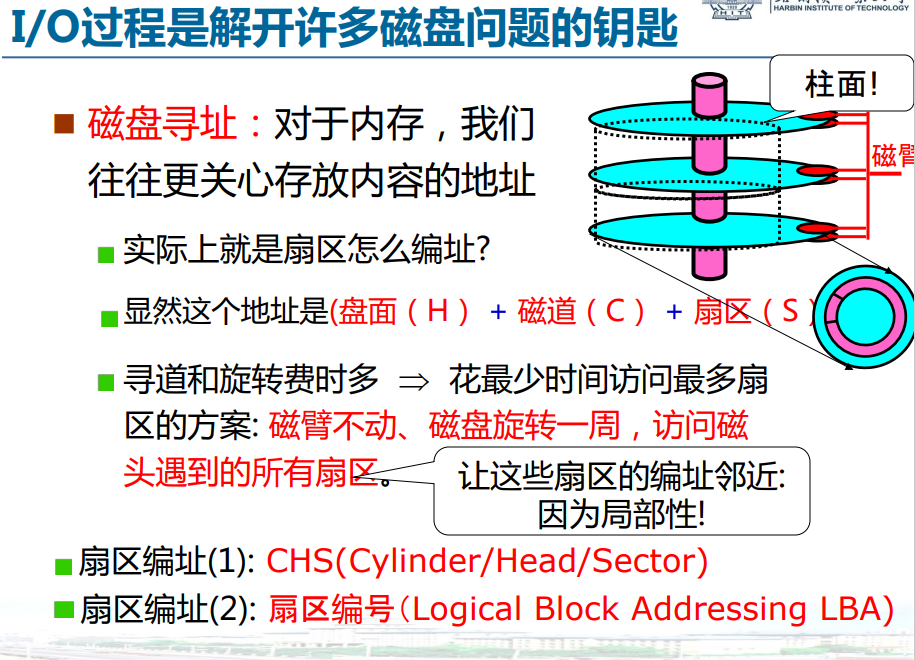 I/O过程是解开许多磁盘问题的钥匙
HARBIN INSTITUTE OF TECHNOLOGY
柱面!
磁盘寻址：对于内存，我们
往往更关心存放内容的地址
磁臂
实际上就是扇区怎么编址?
显然这个地址是(盘面（H） + 磁道（C） + 扇区（S）
寻道和旋转费时多 ⇒ 花最少时间访问最多扇
区的方案: 磁臂不动、磁盘旋转一周，访问磁
头遇到的所有扇区。
让这些扇区的编址邻近:
因为局部性!
扇区编址(1): CHS(Cylinder/Head/Sector)
扇区编址(2): 扇区编号(Logical Block Addressing LBA)